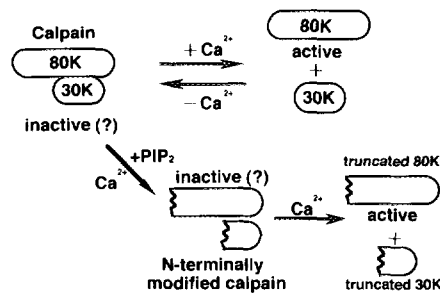 Calpain
80K
30K
inactive (?)
+ Ca2+
− Ca2+
80K
active
+
30K
+PIP2
Ca2+
inactive (?)
N-terminally
modified calpain
Ca2+
truncated 80K
active
+
truncated 30K